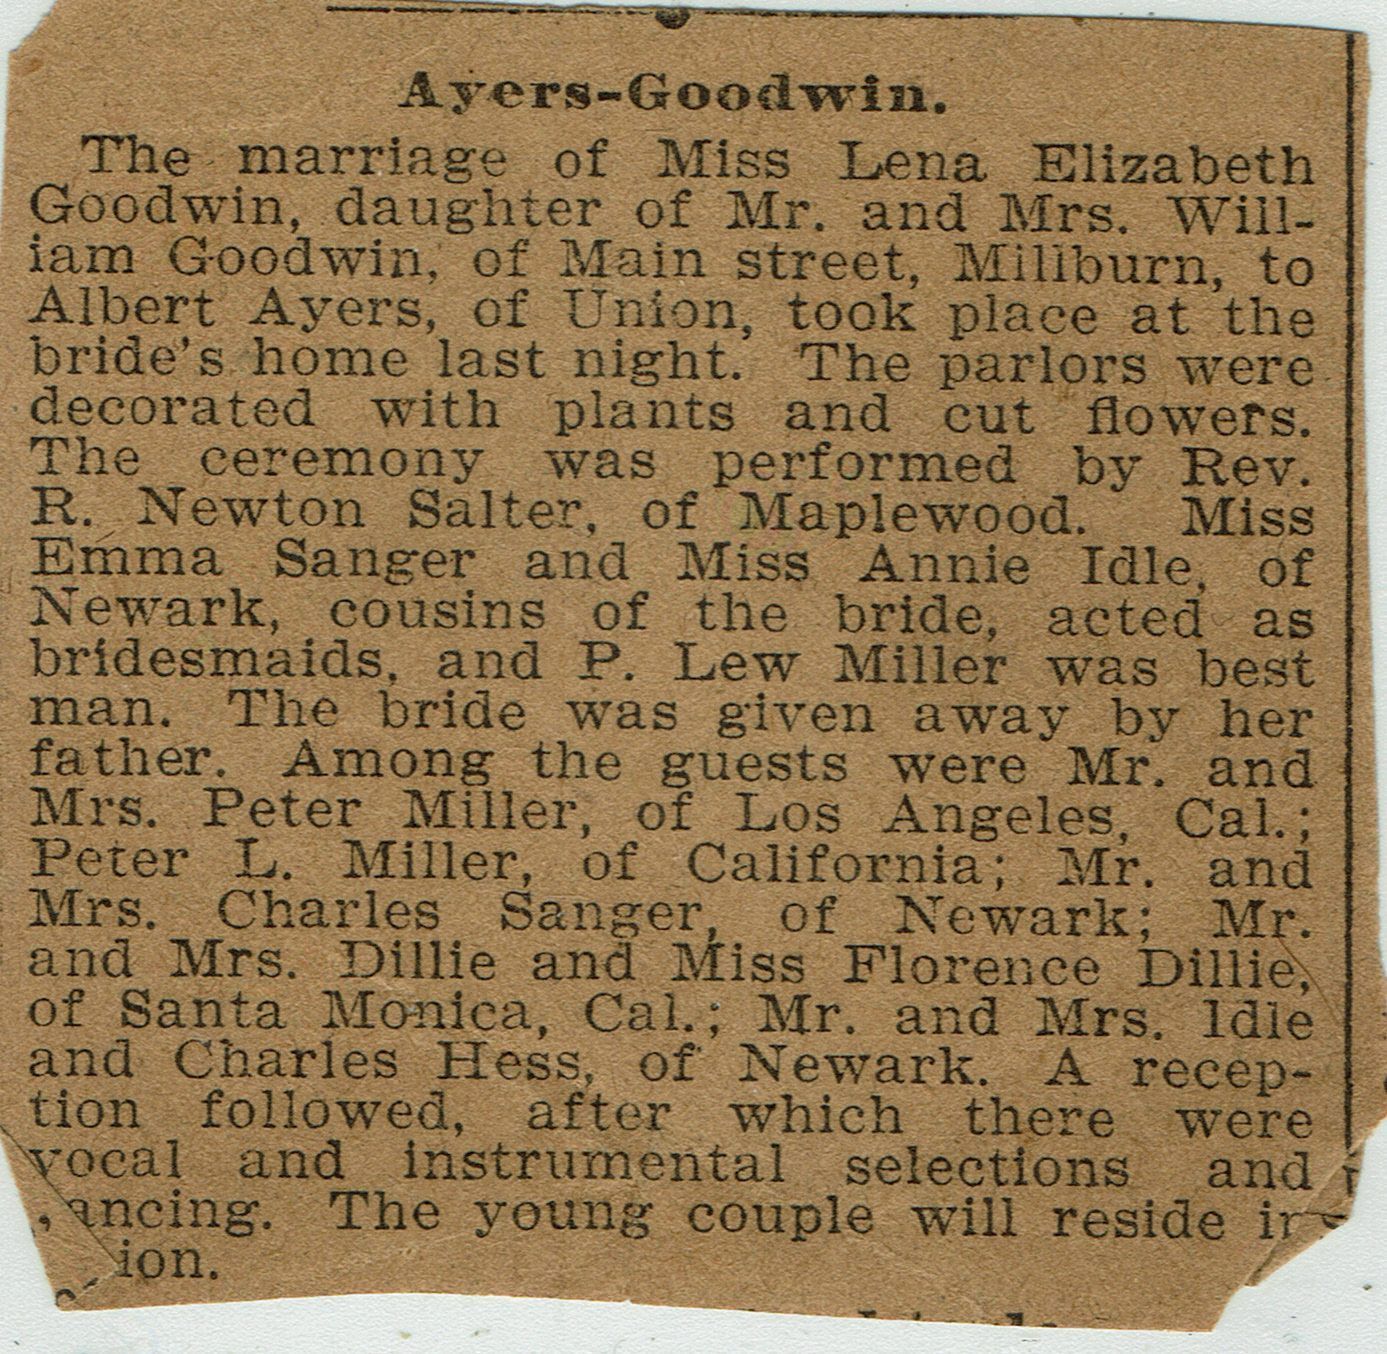 Ayers-Goodwin.
The marriage of Miss Lena Elizabeth
Goodwin, daughter of Mr. and Mrs. Will-
iam Goodwin, of Main street, Millburn, to
Albert Ayers, of Union, took place at the
bride's home last night. The parlors were
decorated with plants and cut flowers.
The ceremony was performed by Rev.
R. Newton Salter, of Maplewood. Miss
Emma Sanger and Miss Annie Idle, of
Newark, cousins of the bride, acted as
bridesmaids, and P. Lew Miller was best
man. The bride was given away by her
father. Among the guests were Mr. and
Mrs. Peter Miller, of Los Angeles, Cal.;
Peter L. Miller, of California; Mr. and
Mrs. Charles Sanger, of Newark; Mr.
and Mrs. Dillie and Miss Florence Dillie,
of Santa Monica, Cal.; Mr. and Mrs. Idle
and Charles Hess, of Newark. A recep-
tion followed, after which there were
vocal and instrumental selections and
ancing. The young couple will reside in
ion.